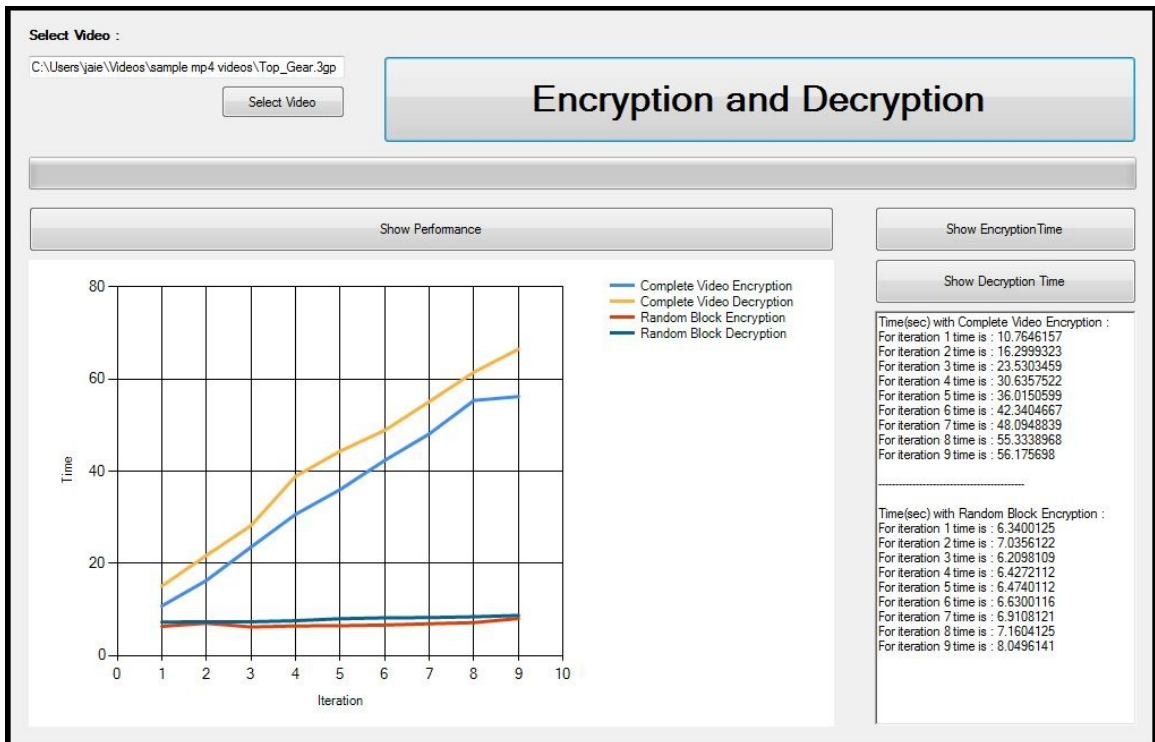 Select Video :
C:\Users\jaie\Videos\sample mp4 videos\Top_Gear.3gp
Select Video
Encryption and Decryption
Show Performance
Show EncryptionTime
Show Decryption Time
80
60
40
20
0
Time
0 1 2 3 4 5 6 7 8 9 10
Iteration
Complete Video Encryption
Complete Video Decryption
Random Block Encryption
Random Block Decryption
Time(sec) with Complete Video Encryption :
For iteration 1 time is : 10.7646157
For iteration 2 time is : 16.2999323
For iteration 3 time is : 23.5303459
For iteration 4 time is : 30.6357522
For iteration 5 time is : 36.0150599
For iteration 6 time is : 42.3404667
For iteration 7 time is : 48.0948839
For iteration 8 time is : 55.3338968
For iteration 9 time is : 56.175698
-------------------------------------------
Time(sec) with Random Block Encryption :
For iteration 1 time is : 6.3400125
For iteration 2 time is : 7.0356122
For iteration 3 time is : 6.2098109
For iteration 4 time is : 6.4272112
For iteration 5 time is : 6.4740112
For iteration 6 time is : 6.6300116
For iteration 7 time is : 6.9108121
For iteration 8 time is : 7.1604125
For iteration 9 time is : 8.0496141